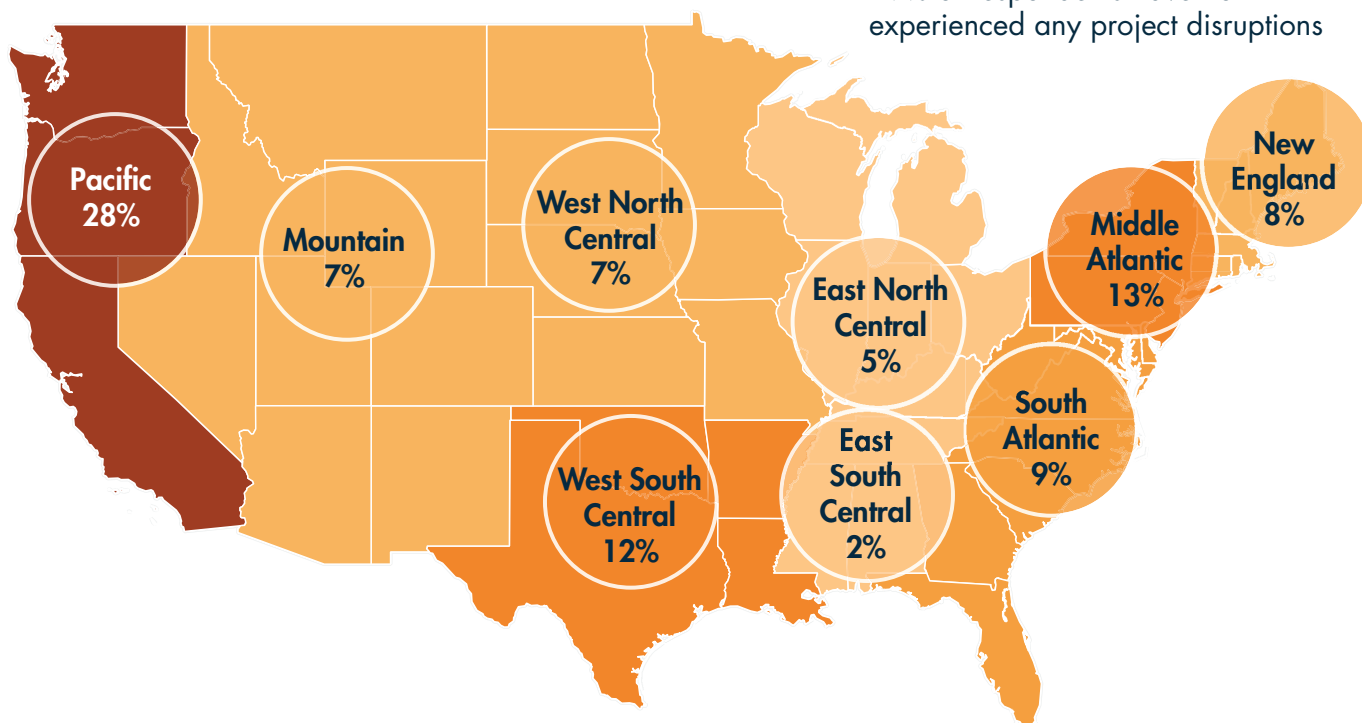 experienced any project disruptions
New
England
8%
Pacific
28%
Middle
Atlantic
13%
West North
Central
7%
Mountain
7%
East North
Central
5%
South
Atlantic
9%
East
South
Central
2%
West South
Central
12%